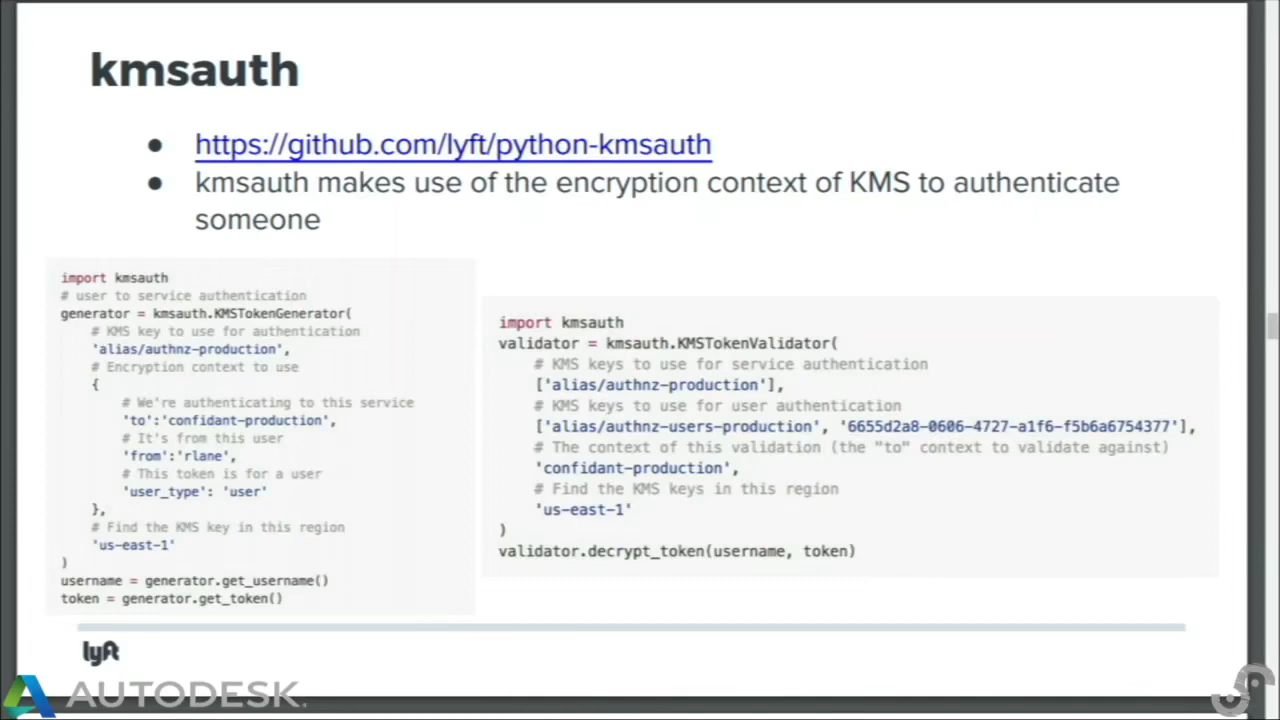 kmsauth
● https://github.com/lyft/python-kmsauth
● kmsauth makes use of the encryption context of KMS to authenticate
someone
import kmsauth
# user to service authentication
generator = kmsauth.KMSTokenGenerator(
# KMS key to use for authentication
'alias/authnz-production',
# Encryption context to use
{
# We're authenticating to this service
'to':'confidant-production',
# It's from this user
'from':'rlane',
# This token is for a user
'user_type': 'user'
},
# Find the KMS key in this region
'us-east-1'
)
username = generator.get_username()
token = generator.get_token()
import kmsauth
validator = kmsauth.KMSTokenValidator(
# KMS keys to use for service authentication
['alias/authnz-production'],
# KMS keys to use for user authentication
['alias/authnz-users-production', '6655d2a8-0606-4727-a1f6-f5b6a6754377'],
# The context of this validation (the "to" context to validate against)
'confidant-production',
# Find the KMS keys in this region
'us-east-1'
)
validator.decrypt_token(username, token)
lyft
AUTODESK.